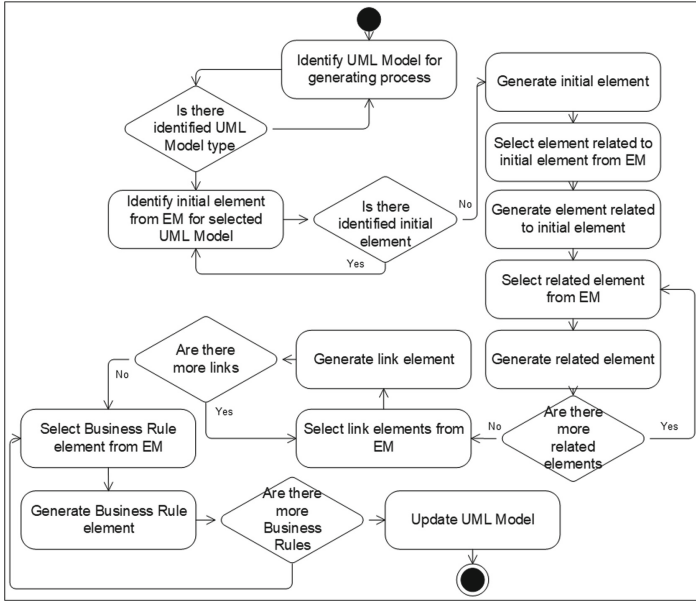 Identify UML Model for
generating process
Is there
identified UML
Model type
Identify initial element
from EM for selected
UML Model
Is there
identified initial
element
No
Yes
Generate initial element
Select element related to
initial element from EM
Generate element related
to initial element
Select related element
from EM
Generate related element
Are there
more
related
elements
Yes
No
Select link elements from
EM
Generate link element
Are there
more links
Yes
No
Select Business Rule
element from EM
Generate Business Rule
element
Are there
more
Business
Rules
Update UML Model